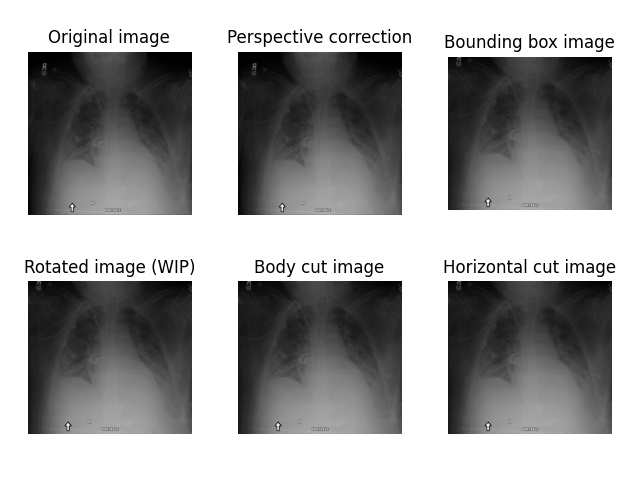 Original image
Perspective correction
Bounding box image
Rotated image (WIP)
Body cut image
Horizontal cut image